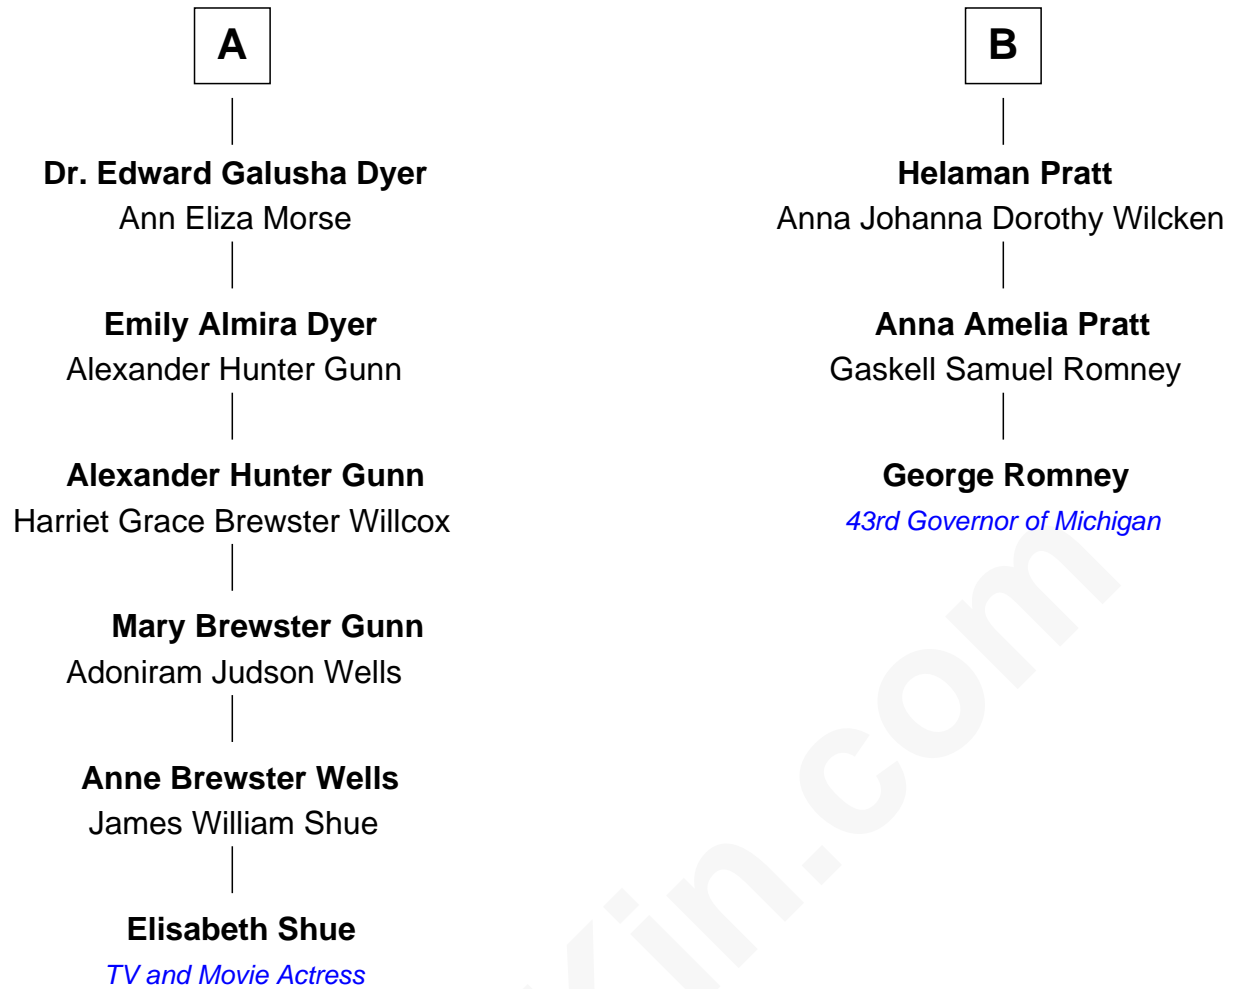 A
Dr. Edward Galusha Dyer
Ann Eliza Morse
Emily Almira Dyer
Alexander Hunter Gunn
Alexander Hunter Gunn
Harriet Grace Brewster Willcox
Mary Brewster Gunn
Adoniram Judson Wells
Anne Brewster Wells
James William Shue
Elisabeth Shue
TV and Movie Actress
B
Helaman Pratt
Anna Johanna Dorothy Wilcken
Anna Amelia Pratt
Gaskell Samuel Romney
George Romney
43rd Governor of Michigan
Kin.com